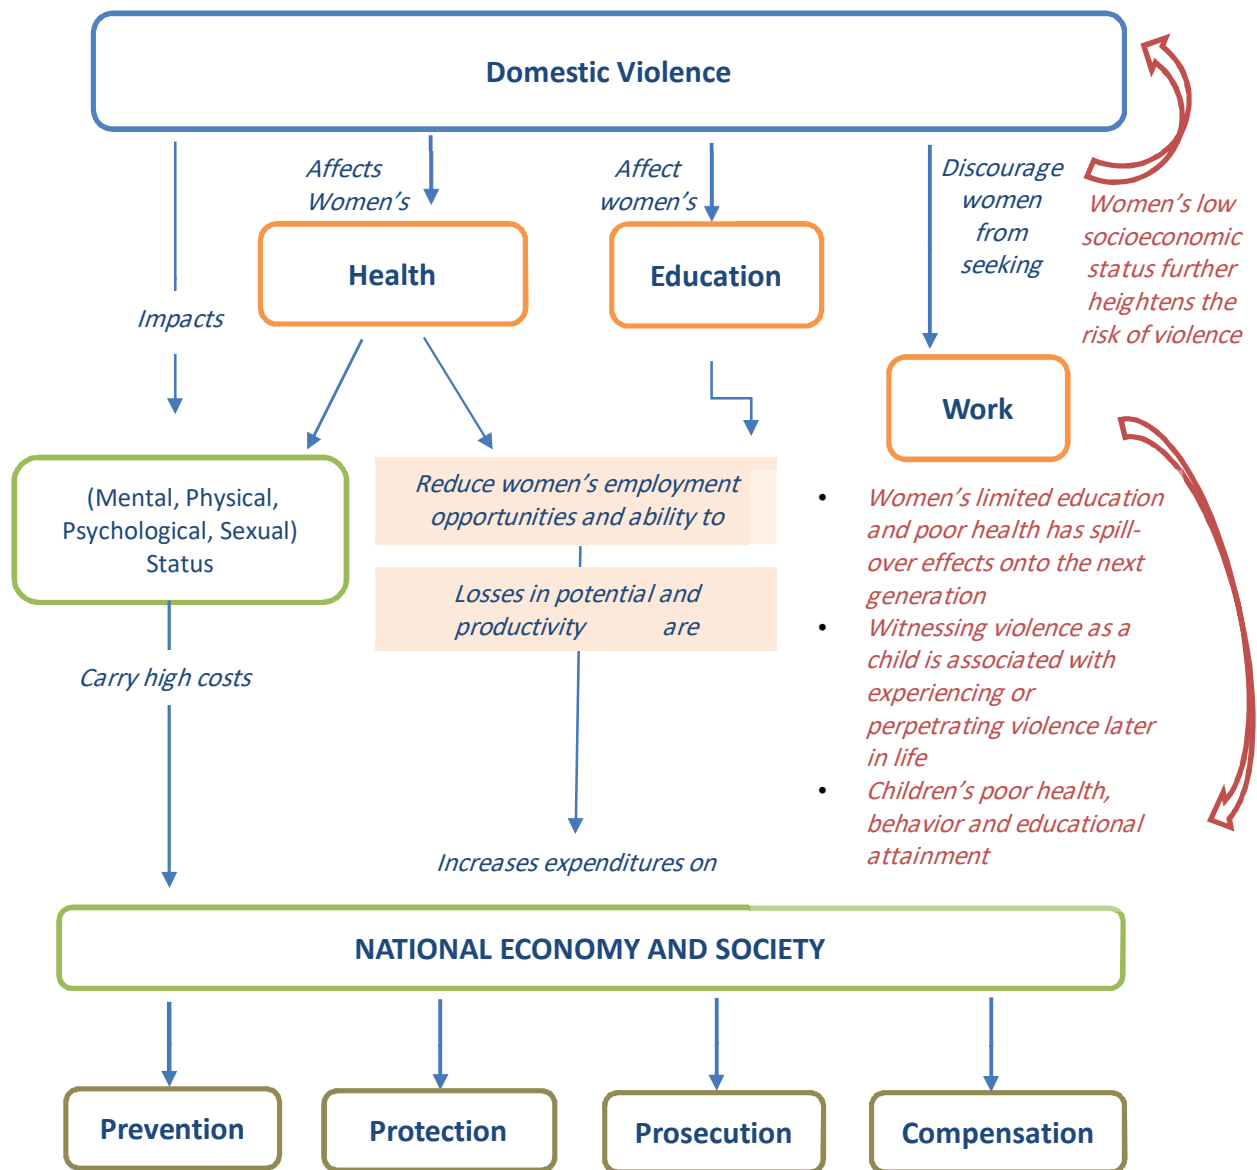 Domestic Violence
Affects
Women's
Affect
women's
Discourage
women
from
seeking
Women's low
socioeconomic
status further
heightens the
risk of violence
Health
Education
Impacts
Work
(Mental, Physical,
Psychological, Sexual)
Status
Reduce women's employment
opportunities and ability to
Losses in potential and
productivity are
Carry high costs
• Women's limited education
and poor health has spill-
over effects onto the next
generation
• Witnessing violence as a
child is associated with
experiencing or
perpetrating violence later
in life
• Children's poor health,
behavior and educational
attainment
Increases expenditures on
NATIONAL ECONOMY AND SOCIETY
Prevention
Protection
Prosecution
Compensation